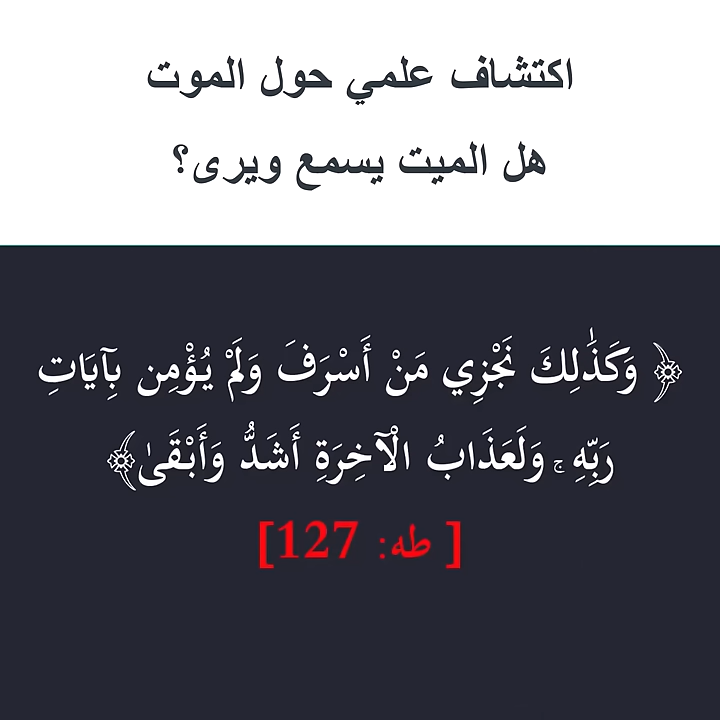 اكتشاف علمي حول الموت
هل الميت يسمع ويرى؟
﴿ وَكَذَٰلِكَ نَجْزِي مَنْ أَسْرَفَ وَلَمْ يُؤْمِن بِآيَاتِ
رَبِّهِ ۚ وَلَعَذَابُ الْآخِرَةِ أَشَدُّ وَأَبْقَىٰ﴾
[ طه: 127]